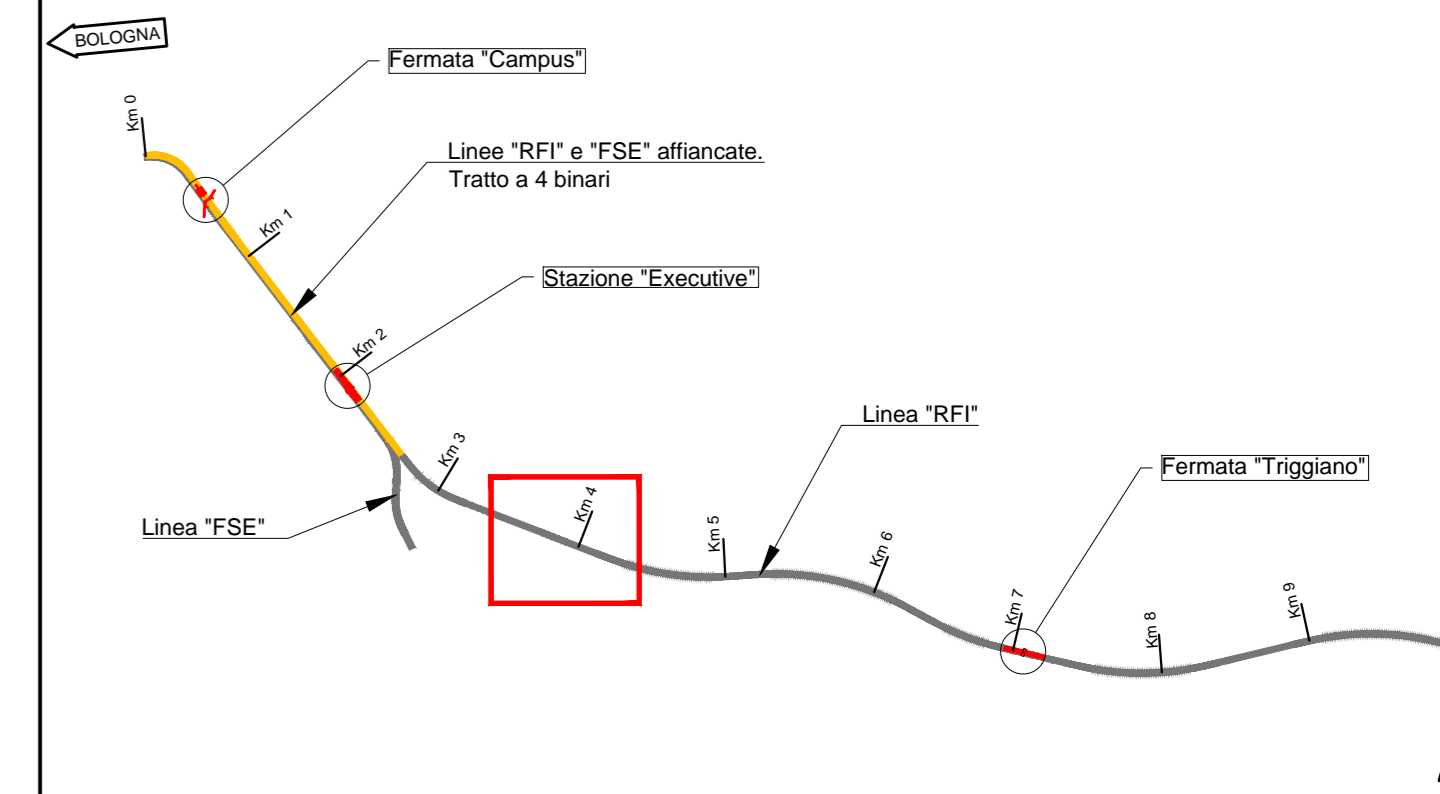 BOLOGNA
Fermata "Campus"
Km 0
Linee "RFI" e "FSE" affiancate.
Tratto a 4 binari
Km 1
Stazione "Executive"
Km 2
Linea "RFI"
Km 3
Fermata "Triggiano"
Km 4
Linea "FSE"
Km 5
Km 6
Km 7
Km 8
Km 9